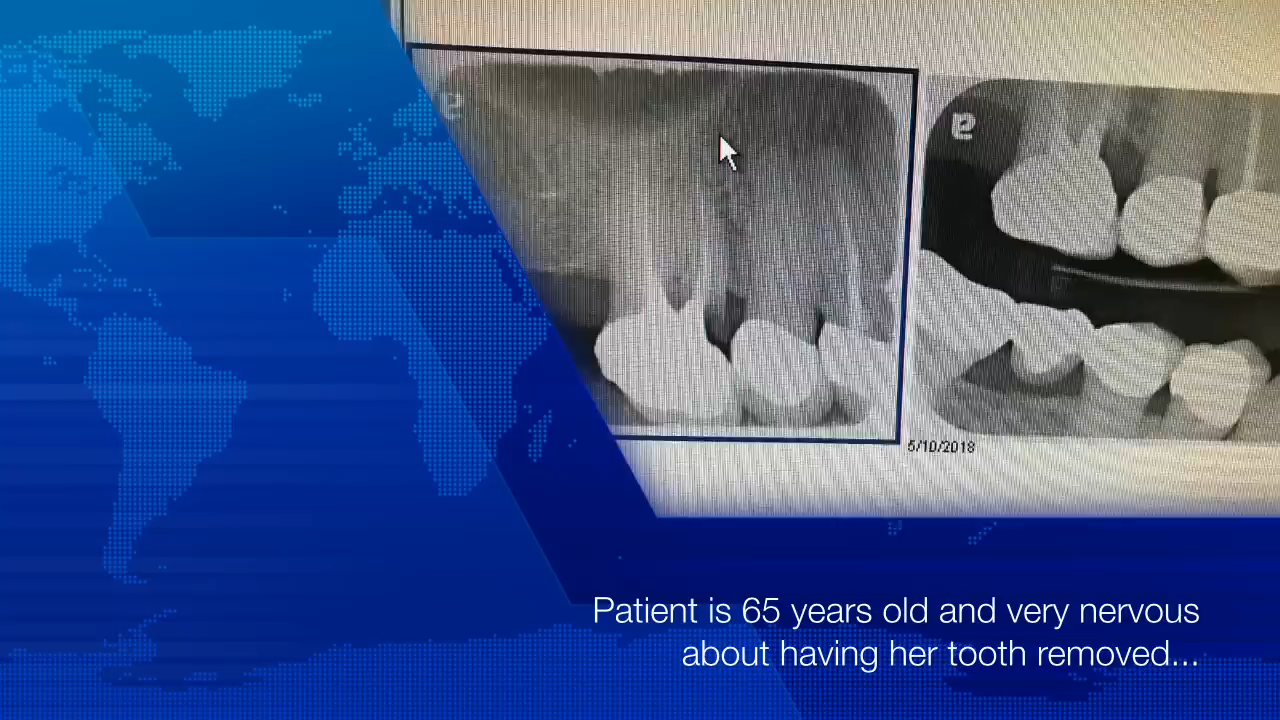 5/10/2018
Patient is 65 years old and very nervous
about having her tooth removed...